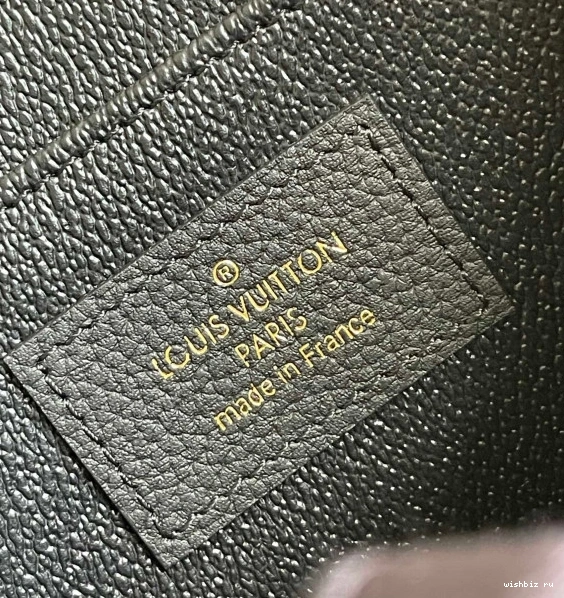 ®
LOUIS VUITTON
PARIS
made in France
wishbiz ru